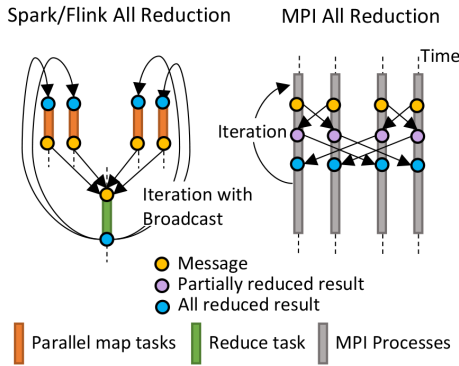 Spark/Flink All Reduction
MPI All Reduction
Time
Iteration
Iteration with
Broadcast
Message
Partially reduced result
All reduced result
Parallel map tasks
Reduce task
MPI Processes